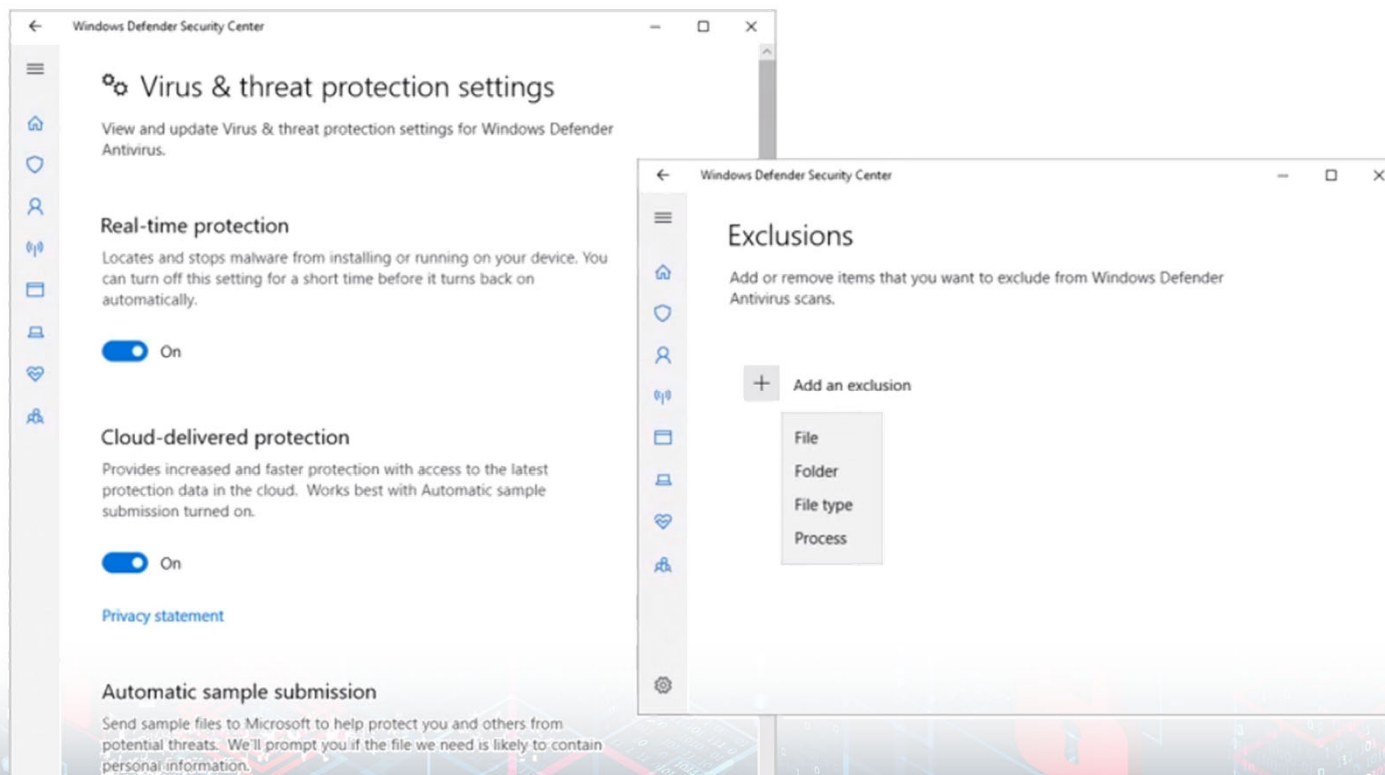 Windows Defender Security Center
Virus & threat protection settings
View and update Virus & threat protection settings for Windows Defender
Antivirus.
Real-time protection
Locates and stops malware from installing or running on your device. You
can turn off this setting for a short time before it turns back on
automatically.
On
Cloud-delivered protection
Provides increased and faster protection with access to the latest
protection data in the cloud. Works best with Automatic sample
submission turned on.
On
Privacy statement
Automatic sample submission
Send sample files to Microsoft to help protect you and others from
potential threats. We'll prompt you if the file we need is likely to contain
personal information.
Windows Defender Security Center
Exclusions
Add or remove items that you want to exclude from Windows Defender
Antivirus scans.
Add an exclusion
File
Folder
File type
Process